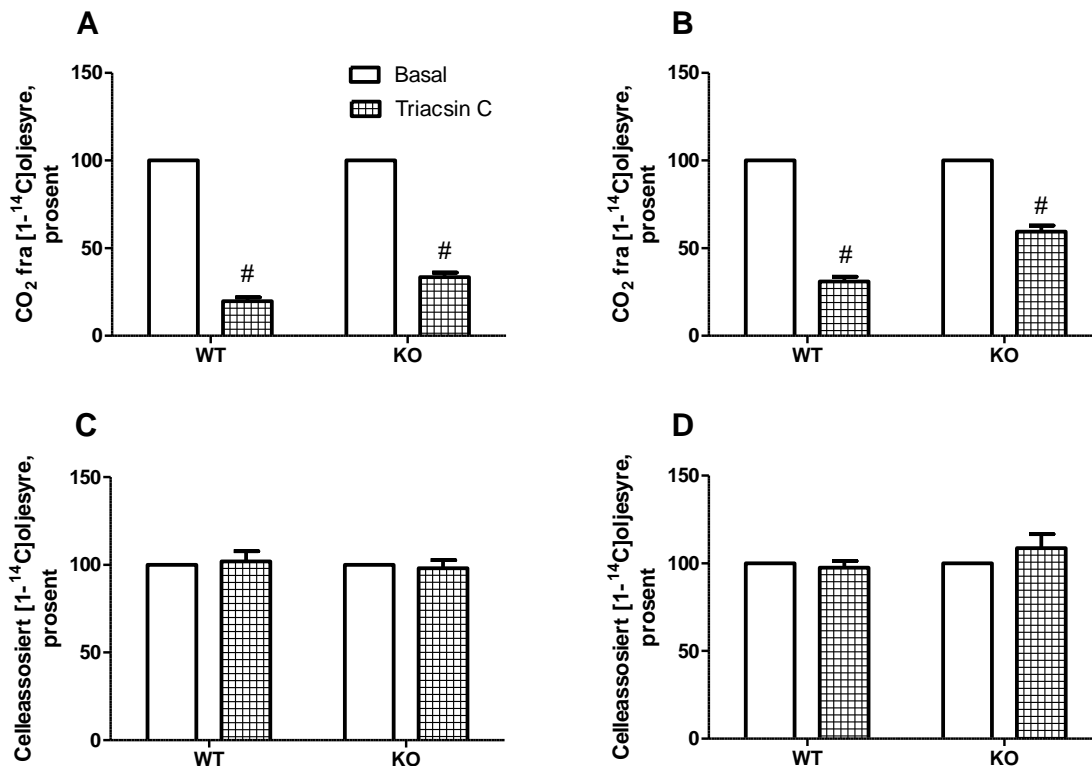 A
CO2 fra [1-14C]oljesyre,
prosent
150
100
50
0
Basal
Triacsin C
#
#
WT
KO
B
CO2 fra [1-14C]oljesyre,
prosent
150
100
50
0
#
#
WT
KO
C
Celleassosiert [1-14C]oljesyre,
prosent
150
100
50
0
WT
KO
D
Celleassosiert [1-14C]oljesyre,
prosent
150
100
50
0
WT
KO